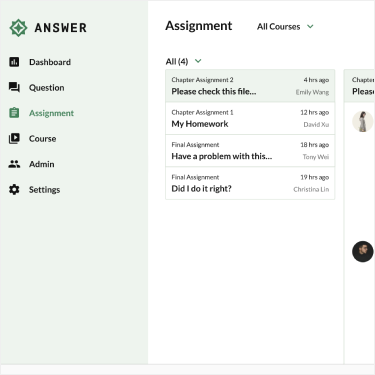 ANSWER
Dashboard
Question
Assignment
Course
Admin
Settings
Assignment
All Courses
All (4)
Chapter Assignment 2 4 hrs ago
Please check this file... Emily Wang
Chapter Assignment 1 12 hrs ago
My Homework David Xu
Final Assignment 18 hrs ago
Have a problem with this... Tony Wei
Final Assignment 19 hrs ago
Did I do it right? Christina Lin
Chapter
Please